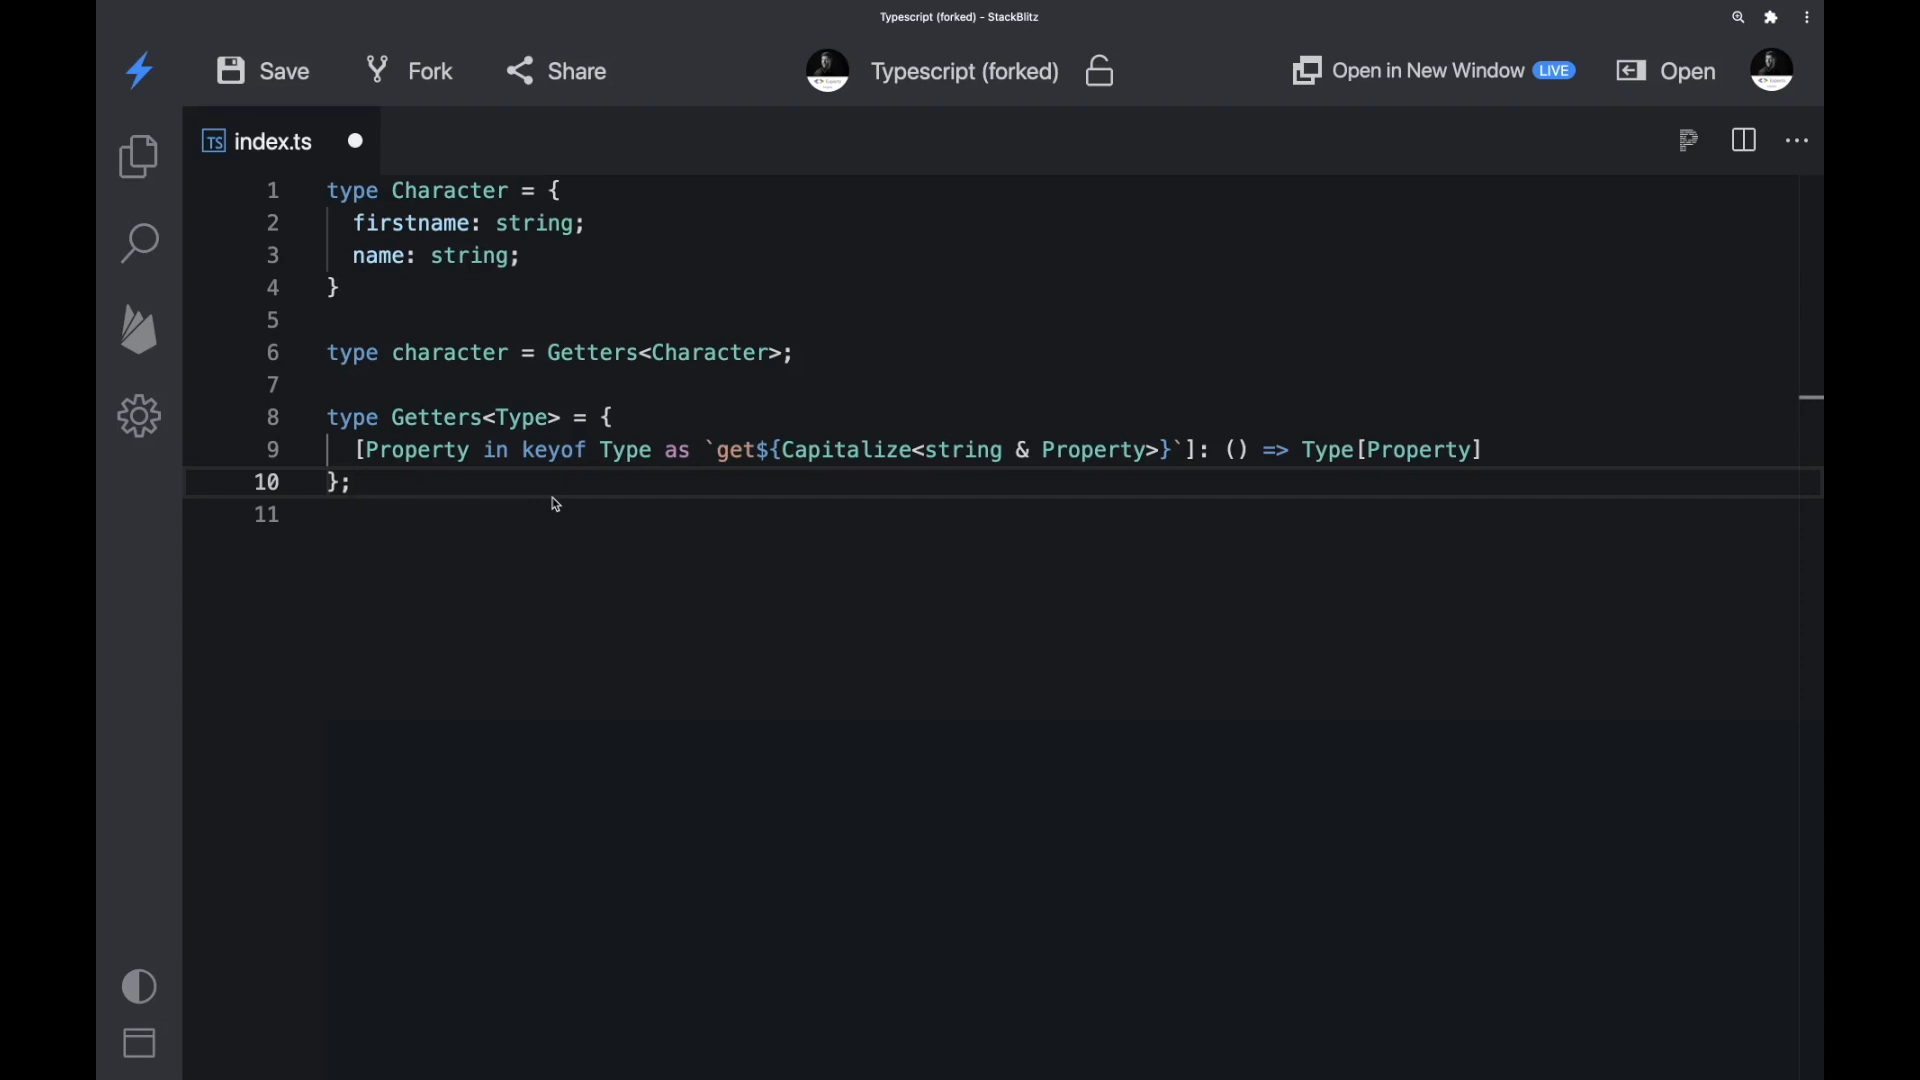 Typescript (forked) - StackBlitz
Save Fork Share Typescript (forked) Open in New Window LIVE Open
TS index.ts
1 type Character = {
2 firstname: string;
3 name: string;
4 }
5
6 type character = Getters<Character>;
7
8 type Getters<Type> = {
9 [Property in keyof Type as `get${Capitalize<string & Property>}`]: () => Type[Property]
10 };
11